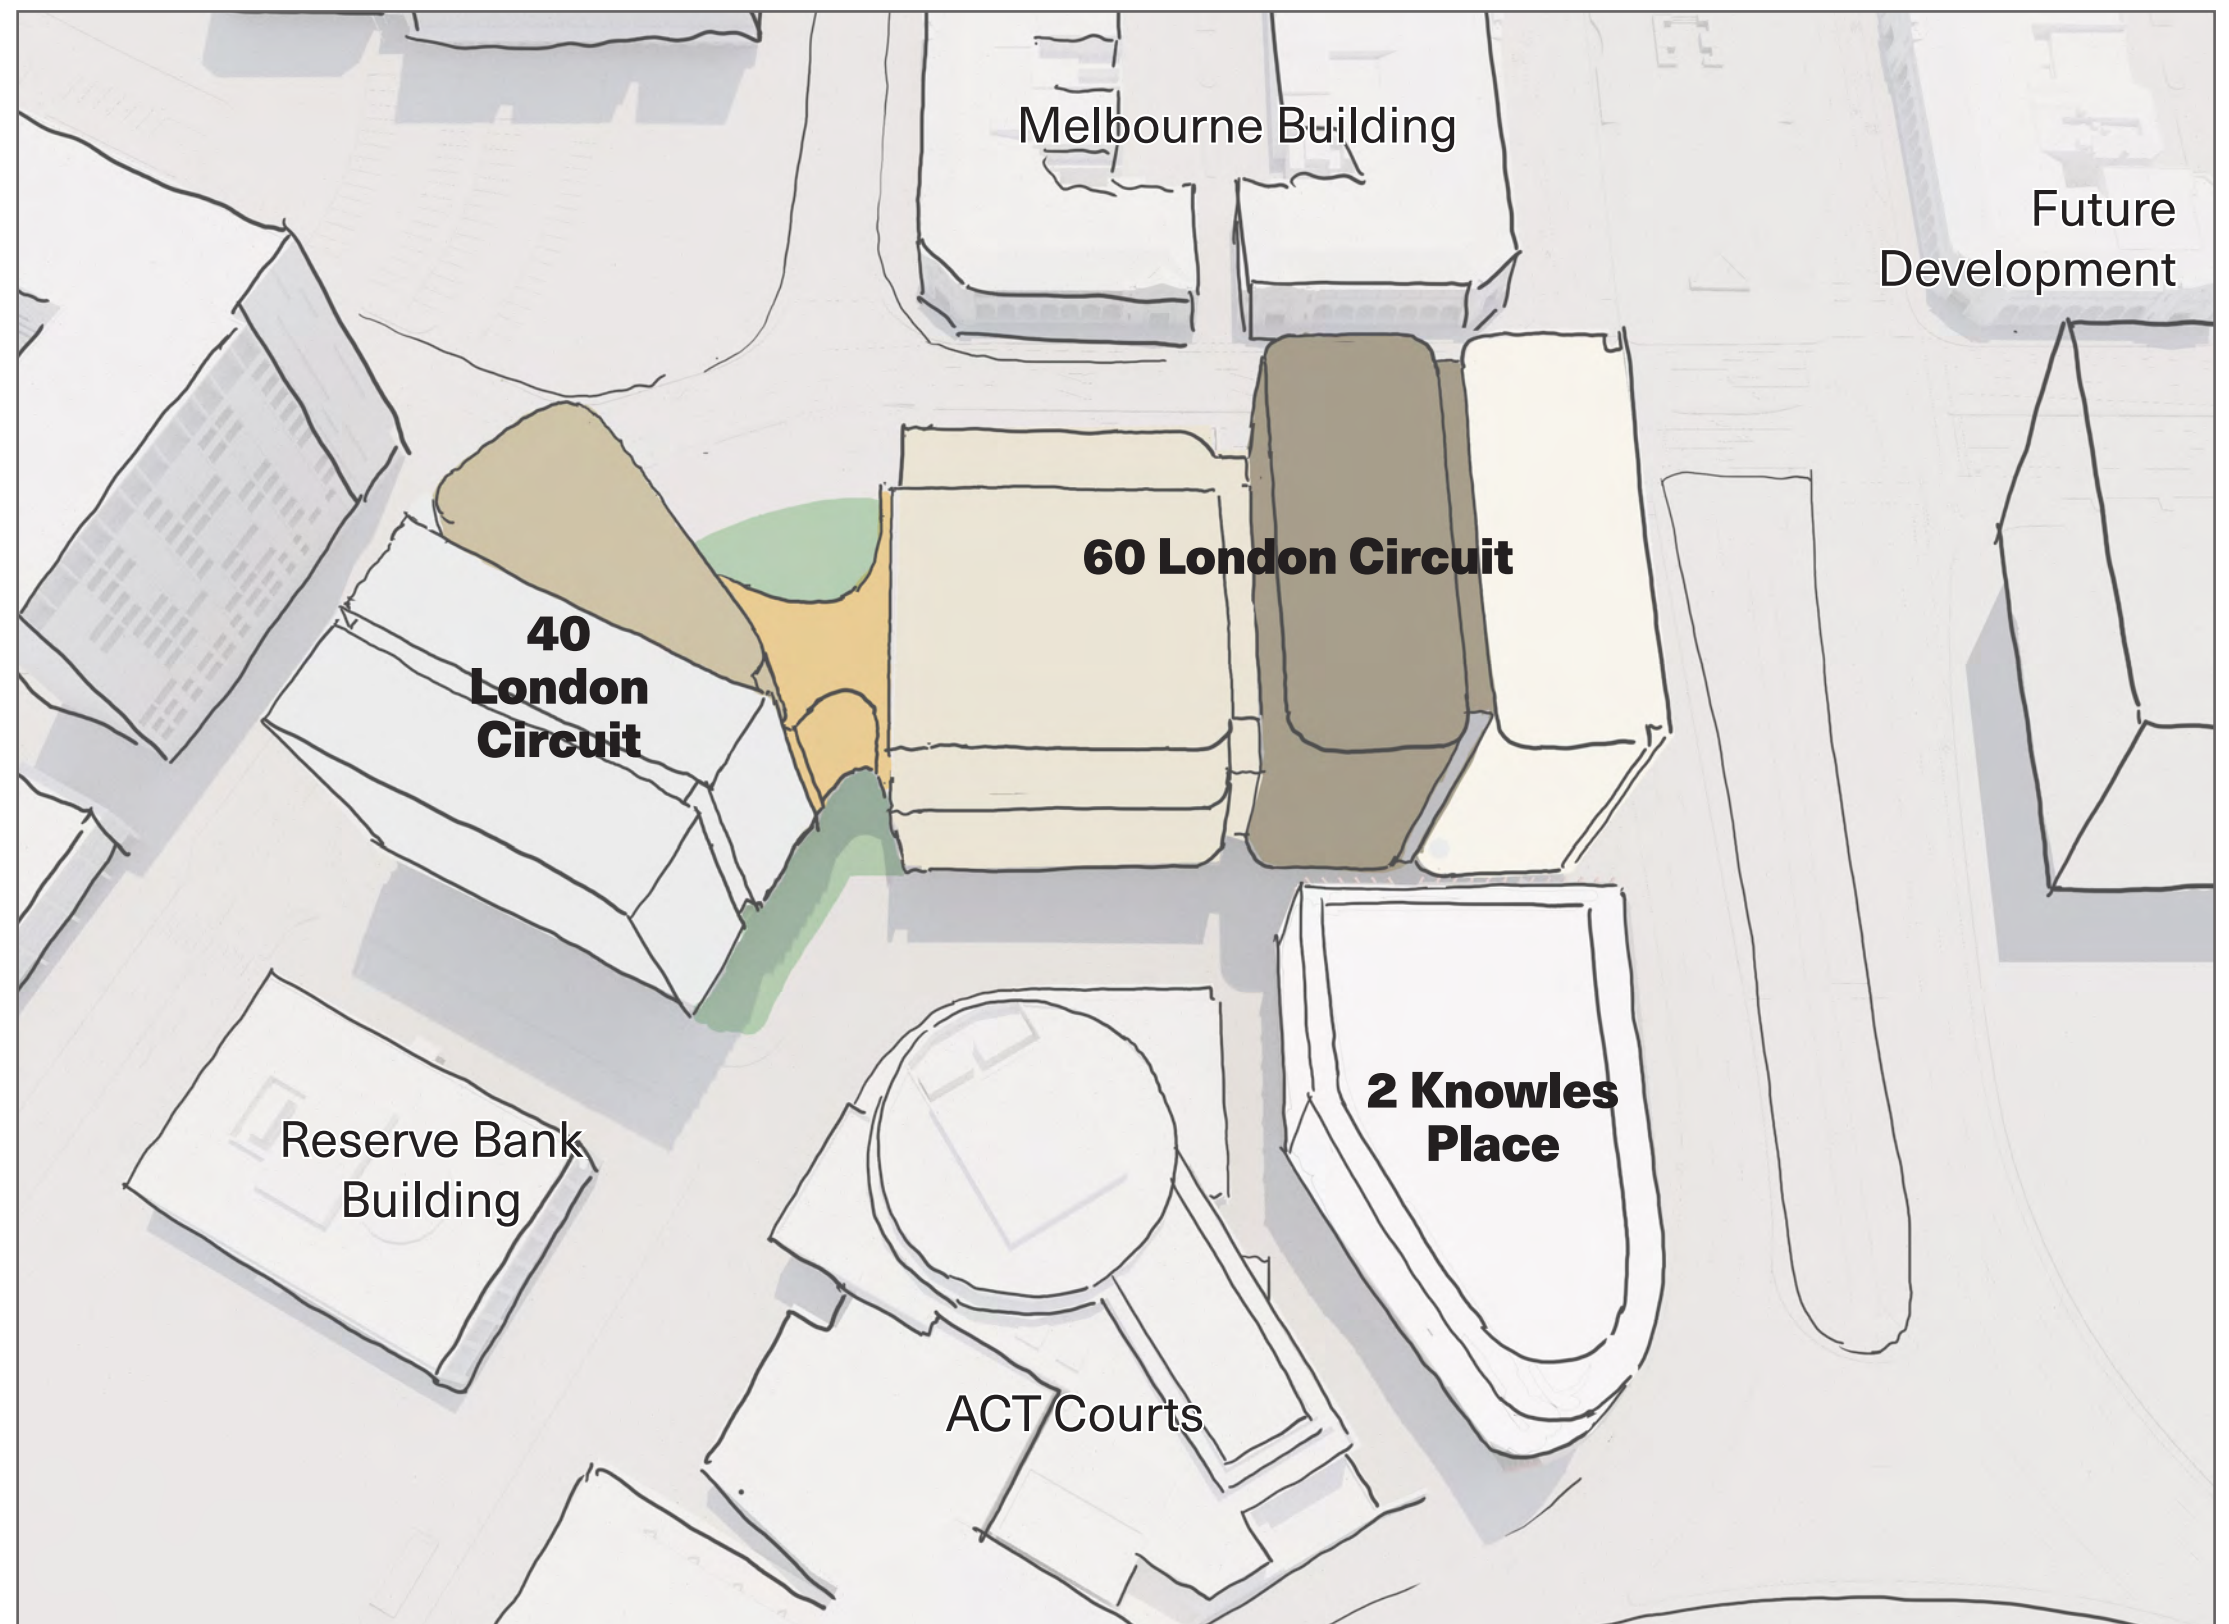 Melbourne Building
Future
Development
60 London Circuit
40
London
Circuit
2 Knowles
Place
Reserve Bank
Building
ACT Courts